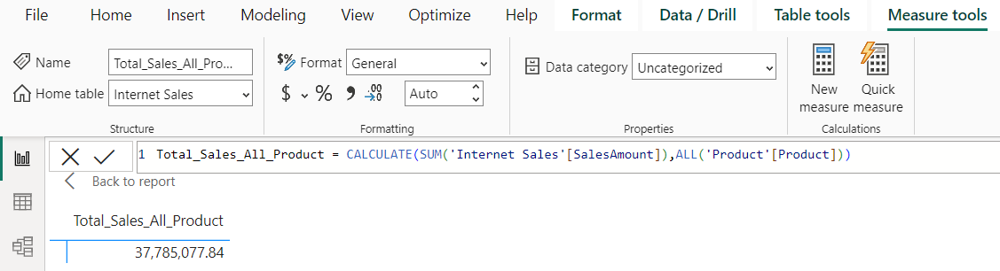 File Home Insert Modeling View Optimize Help Format Data / Drill Table tools Measure tools
Name Total_Sales_All_Pro... $% Format General Data category Uncategorized
Home table Internet Sales $ % , .00 0 Auto New measure Quick measure
Structure Formatting Properties Calculations
1 Total_Sales_All_Product = CALCULATE(SUM('Internet Sales'[SalesAmount]),ALL('Product'[Product]))
Back to report
Total_Sales_All_Product
37,785,077.84